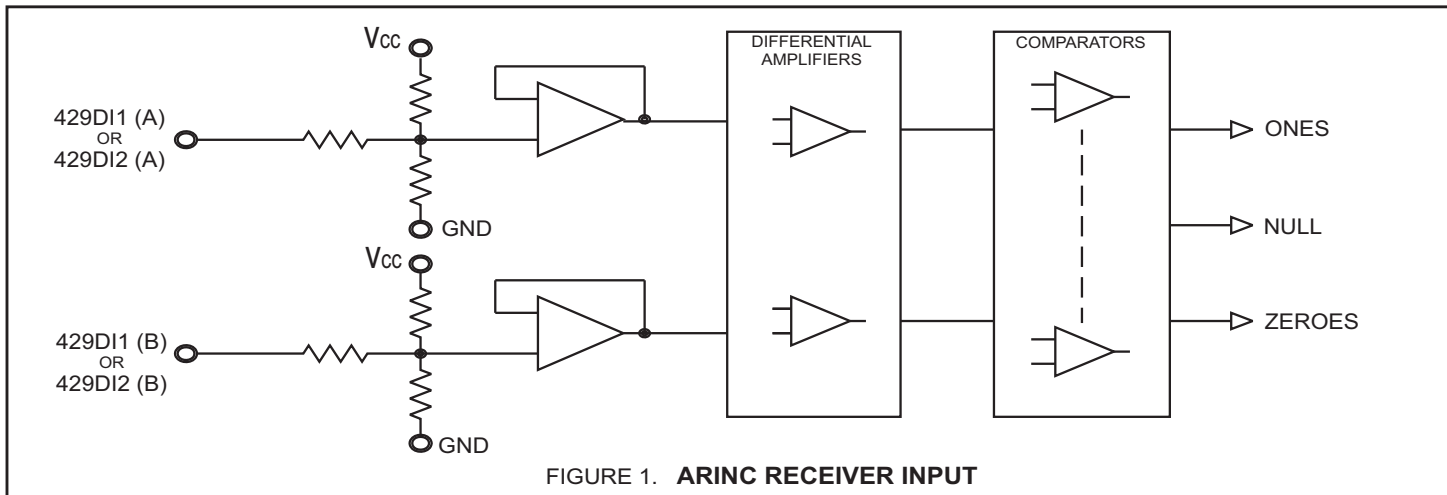 VCC
429DI1 (A)
OR
429DI2 (A)
GND
VCC
429DI1 (B)
OR
429DI2 (B)
GND
DIFFERENTIAL
AMPLIFIERS
COMPARATORS
ONES
NULL
ZEROES
FIGURE 1. ARINC RECEIVER INPUT